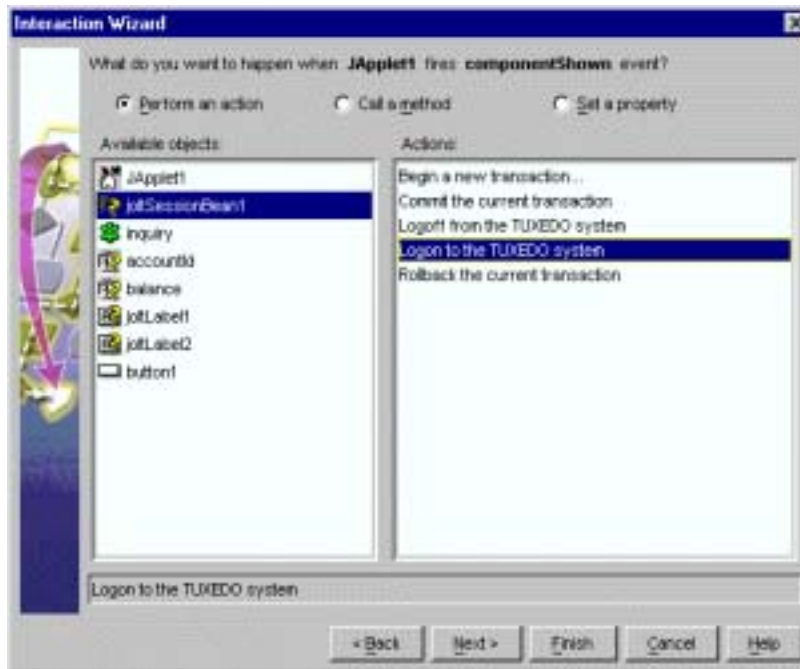 Interaction Wizard
What do you want to happen when JApplet1 fires componentShown event?
Perform an action
Call a method
Set a property
Available objects:
JApplet1
joltSessionBean1
inquiry
accountId
balance
joltLabel1
joltLabel2
button1
Actions:
Begin a new transaction...
Commit the current transaction
Logoff from the TUXEDO system
Logon to the TUXEDO system
Rollback the current transaction
Logon to the TUXEDO system
< Back
Next >
Finish
Cancel
Help